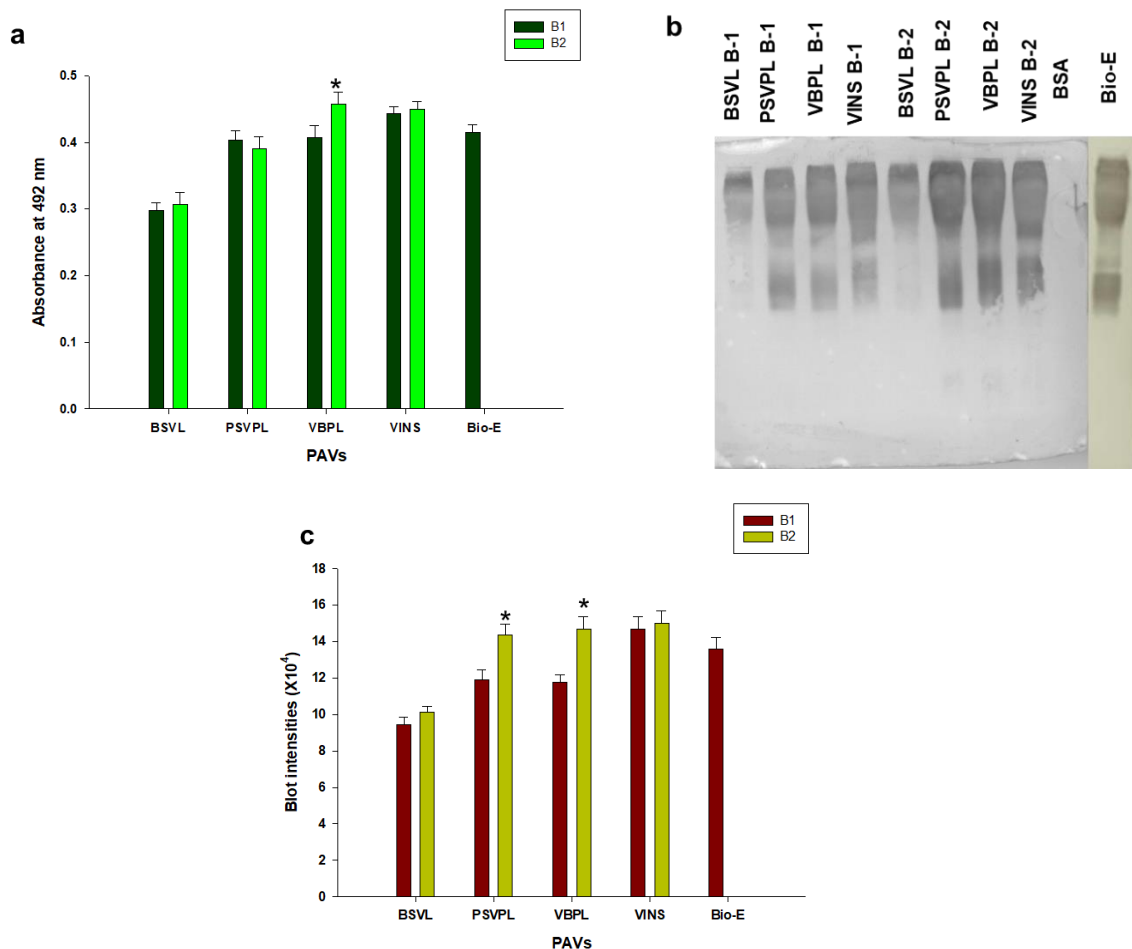 a
B1
B2
Absorbance at 492 nm
0.5
0.4
0.3
0.2
0.1
0.0
*
BSVL PSVPL VBPL VINS Bio-E
PAVs
b
BSVL B-1
PSVPL B-1
VBPL B-1
VINS B-1
BSVL B-2
PSVPL B-2
VBPL B-2
VINS B-2
BSA
Bio-E
c
B1
B2
Blot intensities (X10⁴)
18
16
14
12
10
8
6
4
2
0
* *
BSVL PSVPL VBPL VINS Bio-E
PAVs